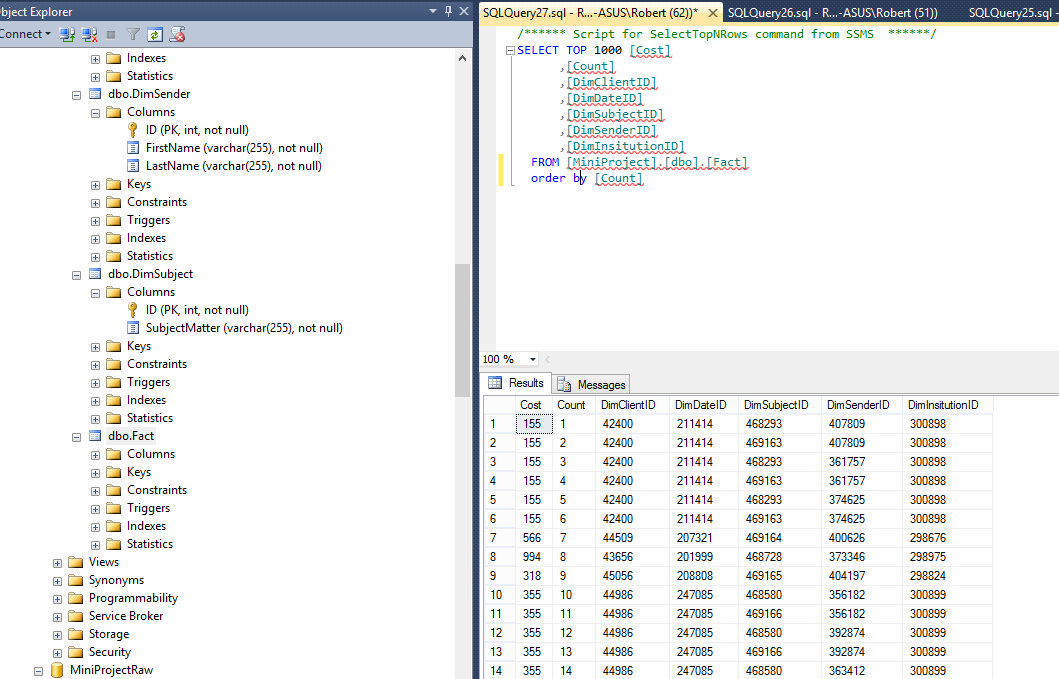 bject Explorer
Connect
Indexes
Statistics
dbo.DimSender
Columns
ID (PK, int, not null)
FirstName (varchar(255), not null)
LastName (varchar(255), not null)
Keys
Constraints
Triggers
Indexes
Statistics
dbo.DimSubject
Columns
ID (PK, int, not null)
SubjectMatter (varchar(255), not null)
Keys
Constraints
Triggers
Indexes
Statistics
dbo.Fact
Columns
Keys
Constraints
Triggers
Indexes
Statistics
Views
Synonyms
Programmability
Service Broker
Storage
Security
MiniProjectRaw
SQLQuery27.sql - R...-ASUS\Robert (62))* SQLQuery26.sql - R...-ASUS\Robert (51)) SQLQuery25.sql -
/****** Script for SelectTopNRows command from SSMS ******/
SELECT TOP 1000 [Cost]
,[Count]
,[DimClientID]
,[DimDateID]
,[DimSubjectID]
,[DimSenderID]
,[DimInsitutionID]
FROM [MiniProject].[dbo].[Fact]
order by [Count]
100 %
Results Messages
Cost Count DimClientID DimDateID DimSubjectID DimSenderID DimInsitutionID
1 155 1 42400 211414 468293 407809 300898
2 155 2 42400 211414 469163 407809 300898
3 155 3 42400 211414 468293 361757 300898
4 155 4 42400 211414 469163 361757 300898
5 155 5 42400 211414 468293 374625 300898
6 155 6 42400 211414 469163 374625 300898
7 566 7 44509 207321 469164 400626 298676
8 994 8 43656 201999 468728 373346 298975
9 318 9 45056 208808 469165 404197 298824
10 355 10 44986 247085 468580 356182 300899
11 355 11 44986 247085 469166 356182 300899
12 355 12 44986 247085 468580 392874 300899
13 355 13 44986 247085 469166 392874 300899
14 355 14 44986 247085 468580 363412 300899